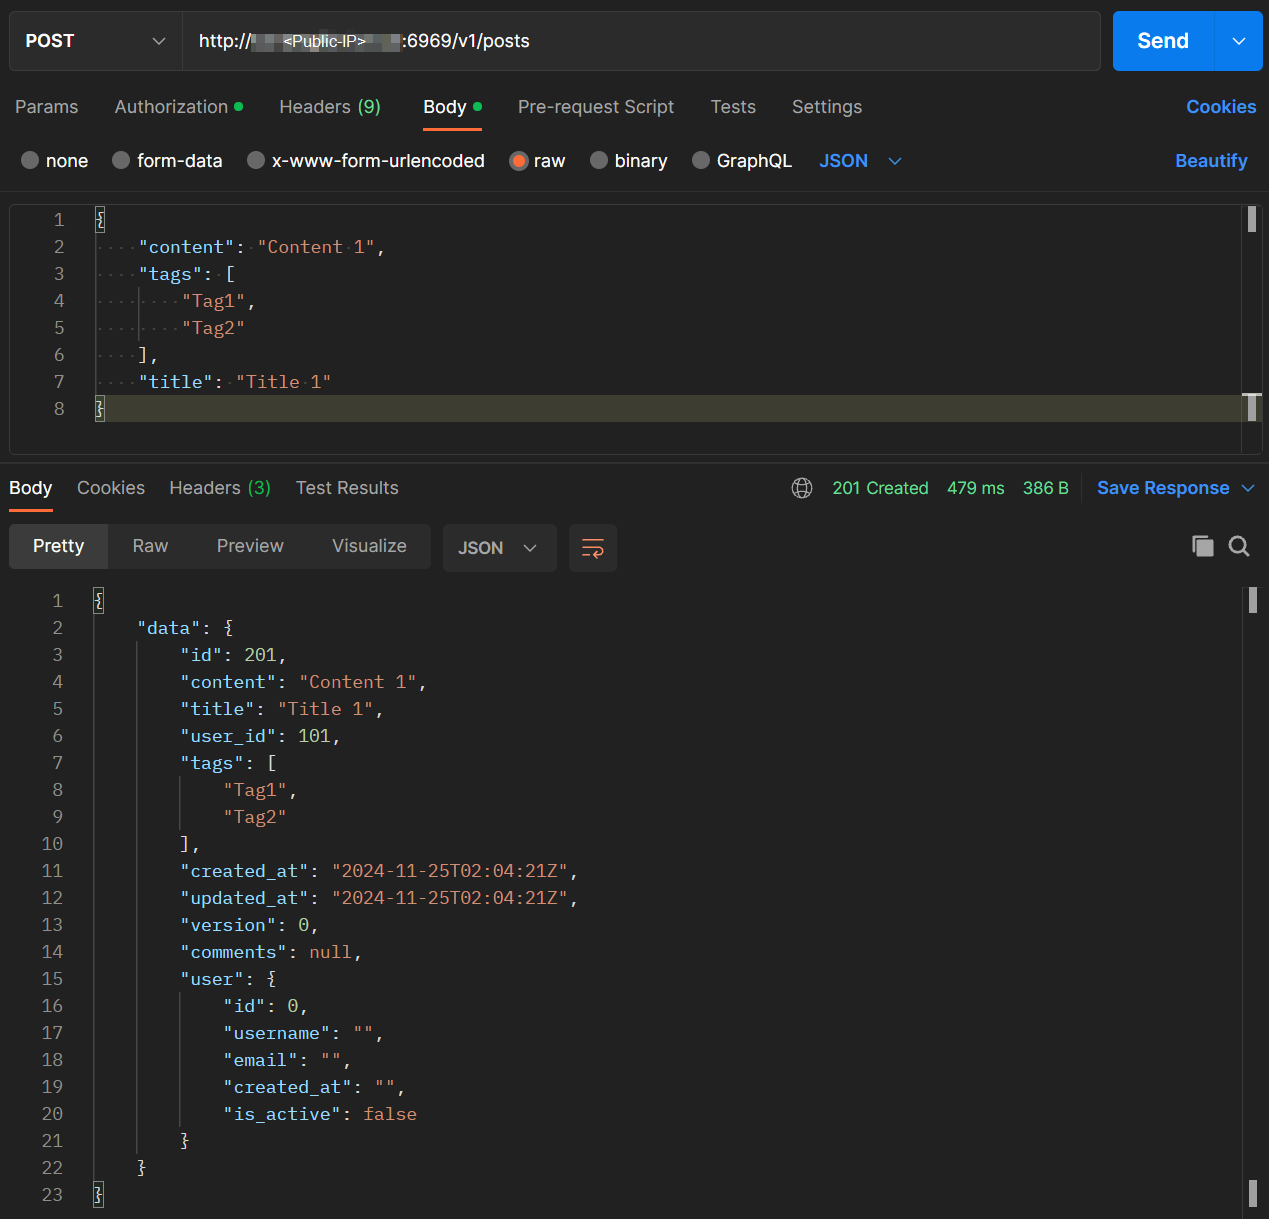 POST http://<Public-IP>:6969/v1/posts Send
Params Authorization Headers (9) Body Pre-request Script Tests Settings Cookies
none form-data x-www-form-urlencoded raw binary GraphQL JSON Beautify
1 {
2 "content": "Content 1",
3 "tags": [
4 "Tag1",
5 "Tag2"
6 ],
7 "title": "Title 1"
8 }
Body Cookies Headers (3) Test Results 201 Created 479 ms 386 B Save Response
Pretty Raw Preview Visualize JSON
1 {
2 "data": {
3 "id": 201,
4 "content": "Content 1",
5 "title": "Title 1",
6 "user_id": 101,
7 "tags": [
8 "Tag1",
9 "Tag2"
10 ],
11 "created_at": "2024-11-25T02:04:21Z",
12 "updated_at": "2024-11-25T02:04:21Z",
13 "version": 0,
14 "comments": null,
15 "user": {
16 "id": 0,
17 "username": "",
18 "email": "",
19 "created_at": "",
20 "is_active": false
21 }
22 }
23 }